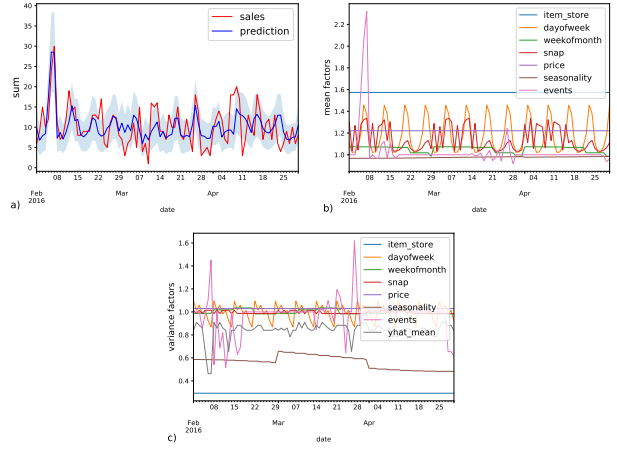 40
35
30
25
20
15
10
5
0
sum
sales
prediction
08 15 22 29 07 14 21 28 04 11 18 25
Feb 2016
Mar
Apr
date
a)
2.2
2.0
1.8
1.6
1.4
1.2
1.0
mean factors
item_store
dayofweek
weekofmonth
snap
price
seasonality
events
08 15 22 29 07 14 21 28 04 11 18 25
Feb 2016
Mar
Apr
date
b)
1.6
1.4
1.2
1.0
0.8
0.6
0.4
variance factors
item_store
dayofweek
weekofmonth
snap
price
seasonality
events
yhat_mean
08 15 22 29 07 14 21 28 04 11 18 25
Feb 2016
Mar
Apr
date
c)